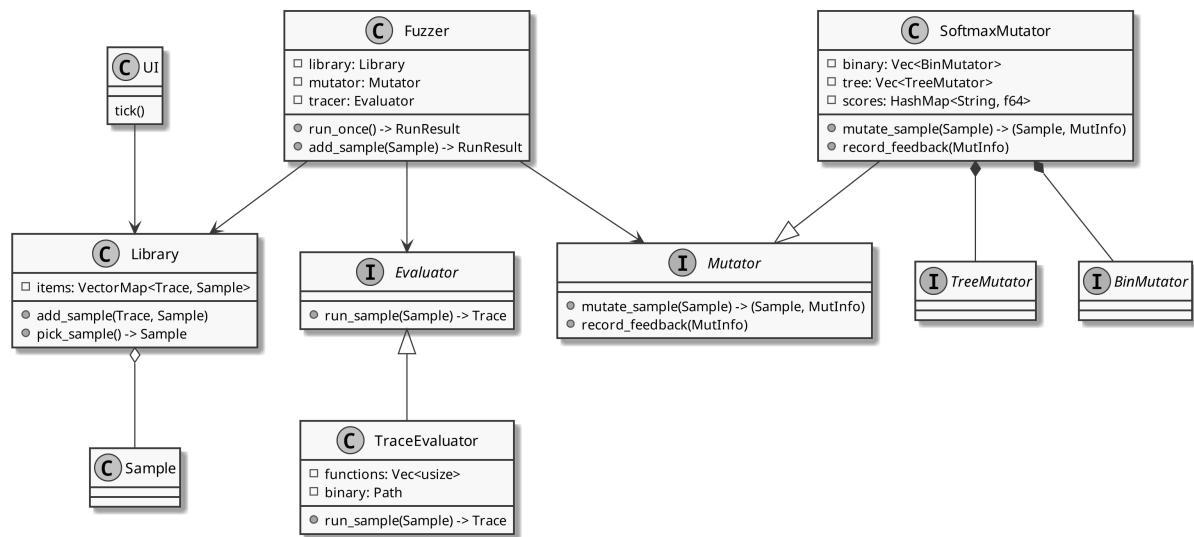 C UI
tick()
C Fuzzer
library: Library
mutator: Mutator
tracer: Evaluator
run_once() -> RunResult
add_sample(Sample) -> RunResult
C SoftmaxMutator
binary: Vec<BinMutator>
tree: Vec<TreeMutator>
scores: HashMap<String, f64>
mutate_sample(Sample) -> (Sample, MutInfo)
record_feedback(MutInfo)
C Library
items: VectorMap<Trace, Sample>
add_sample(Trace, Sample)
pick_sample() -> Sample
I Evaluator
run_sample(Sample) -> Trace
I Mutator
mutate_sample(Sample) -> (Sample, MutInfo)
record_feedback(MutInfo)
I TreeMutator
I BinMutator
C Sample
C TraceEvaluator
functions: Vec<usize>
binary: Path
run_sample(Sample) -> Trace